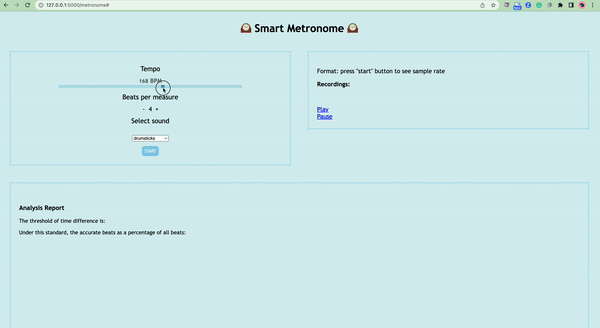 127.0.0.1:5000/metronome#
Smart Metronome
Tempo
168 BPM
Beats per measure
- 4 +
Select sound
drumsticks
START
Format: press "start" button to see sample rate
Recordings:
Play
Pause
Analysis Report
The threshold of time difference is:
Under this standard, the accurate beats as a percentage of all beats: